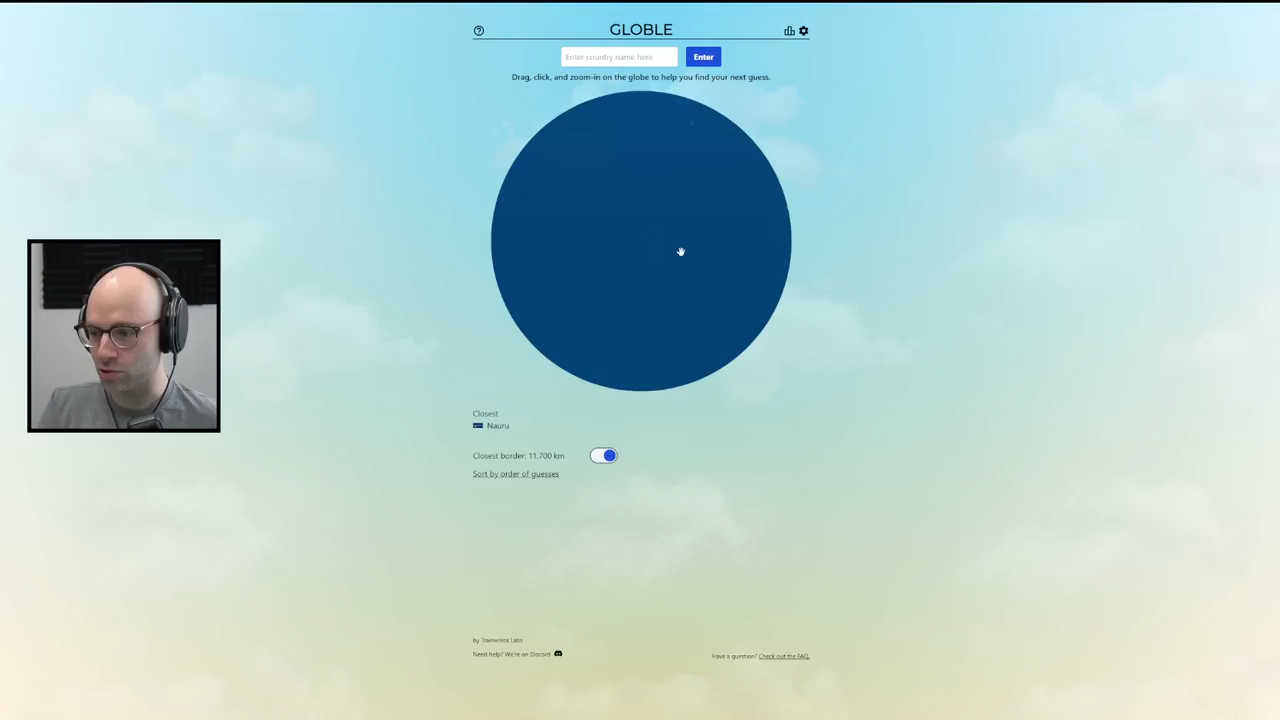 GLOBLE
Enter country name here
Enter
Drag, click, and zoom-in on the globe to help you find your next guess.
Closest
Nauru
Closest border: 11,700 km
Sort by order of guesses
by Trainwreck Labs
Need help? We're on Discord
Have a question? Check out the FAQ.